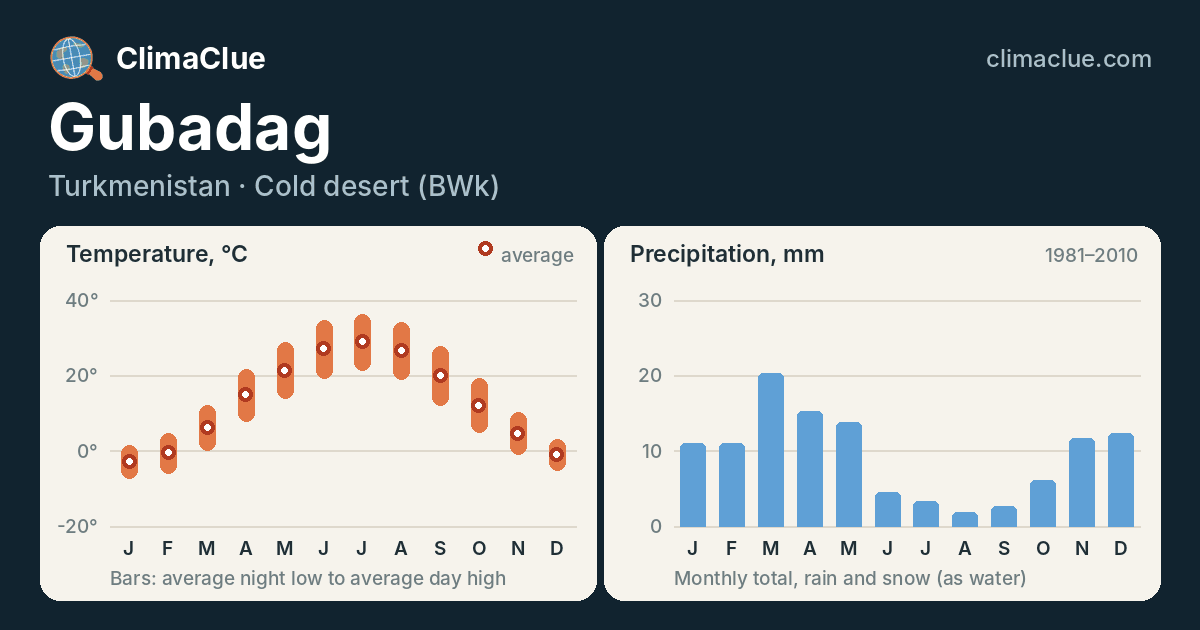 ClimaClue
climaclue.com
Gubadag
Turkmenistan · Cold desert (BWk)
Temperature, °C
average
40°
20°
0°
-20°
J F M A M J J A S O N D
Bars: average night low to average day high
Precipitation, mm
1981–2010
30
20
10
0
J F M A M J J A S O N D
Monthly total, rain and snow (as water)